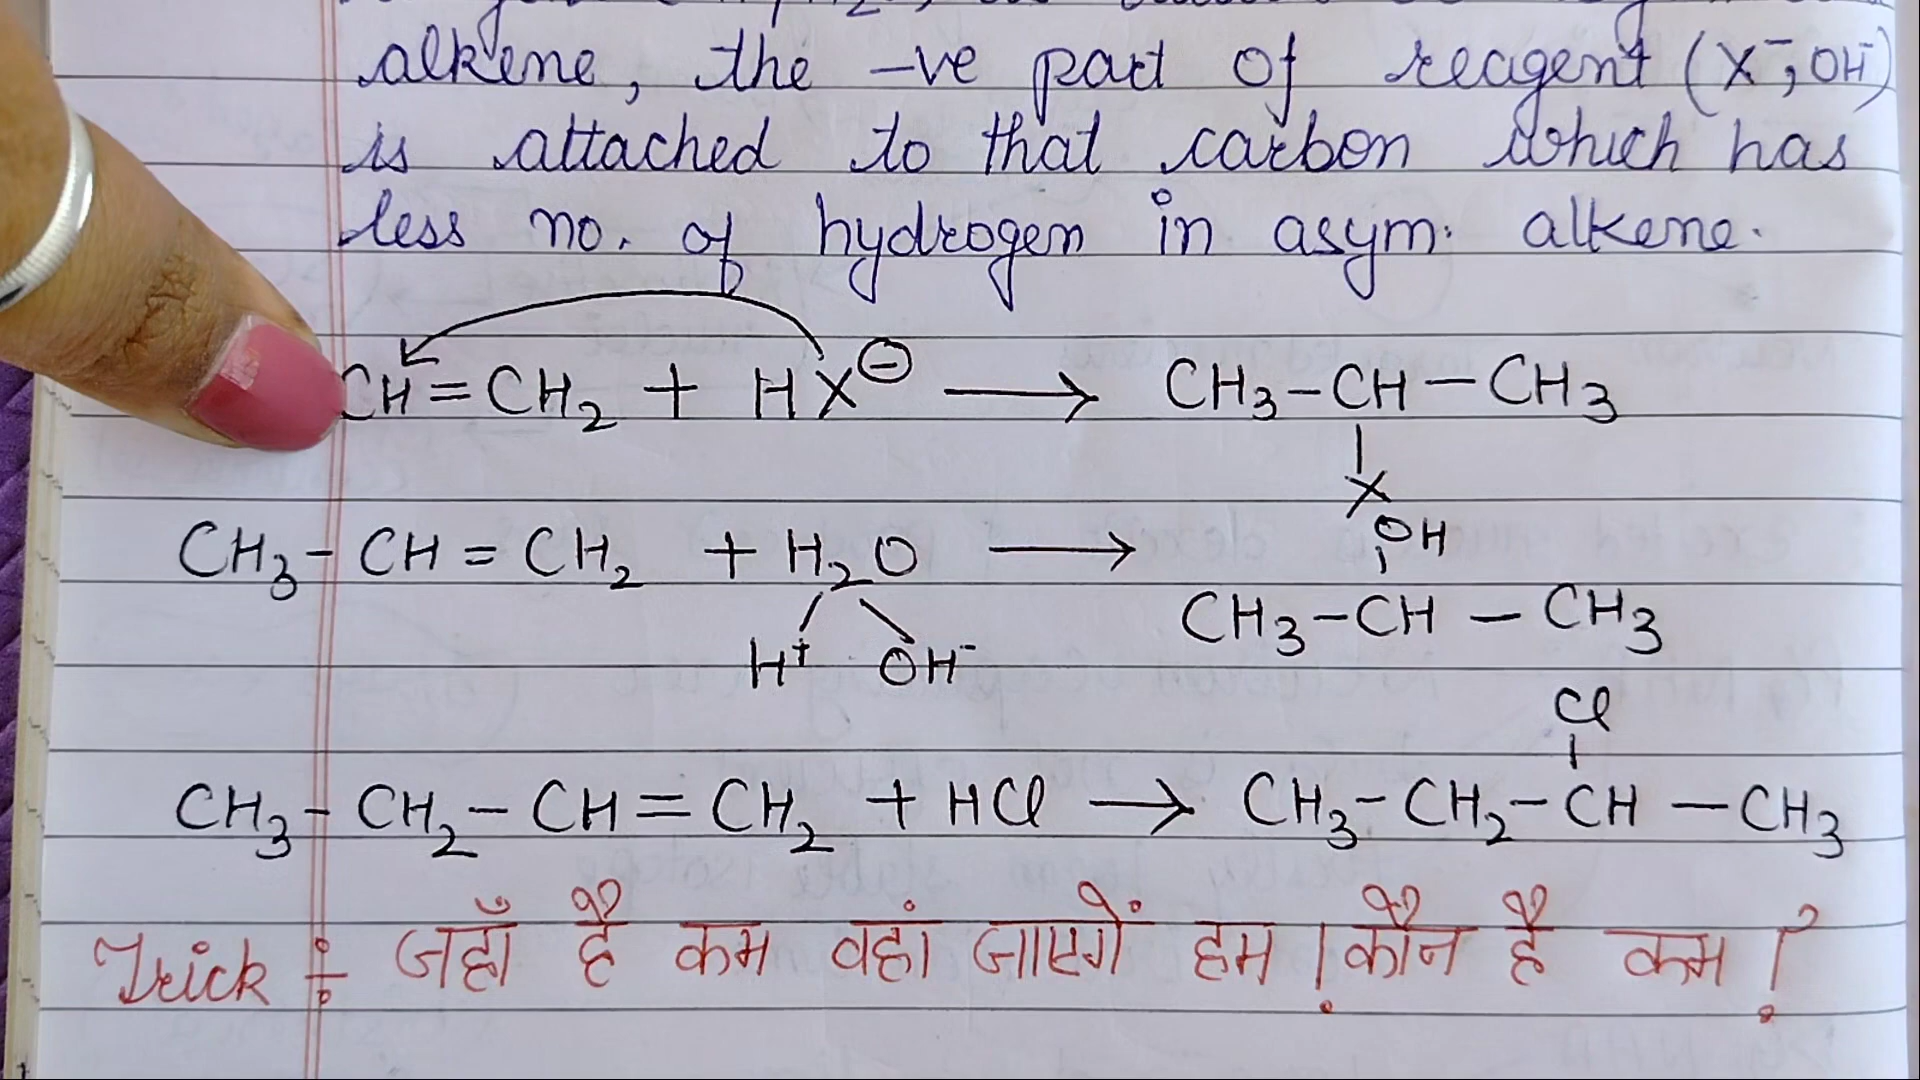 alkene, the -ve part of reagent (X⁻, OH⁻)
is attached to that carbon which has
less no. of hydrogen in asym. alkene.
CH=CH₂ + HX⊖ ⟶ CH₃-CH-CH₃
X
OH
CH₃-CH=CH₂ + H₂O ⟶
CH₃-CH-CH₃
H⁺ OH⁻
Cl
CH₃-CH₂-CH=CH₂ + HCl → CH₃-CH₂-CH-CH₃
Trick :- जहाँ है कम वहां जाएगें हम ! कौन है कम ?